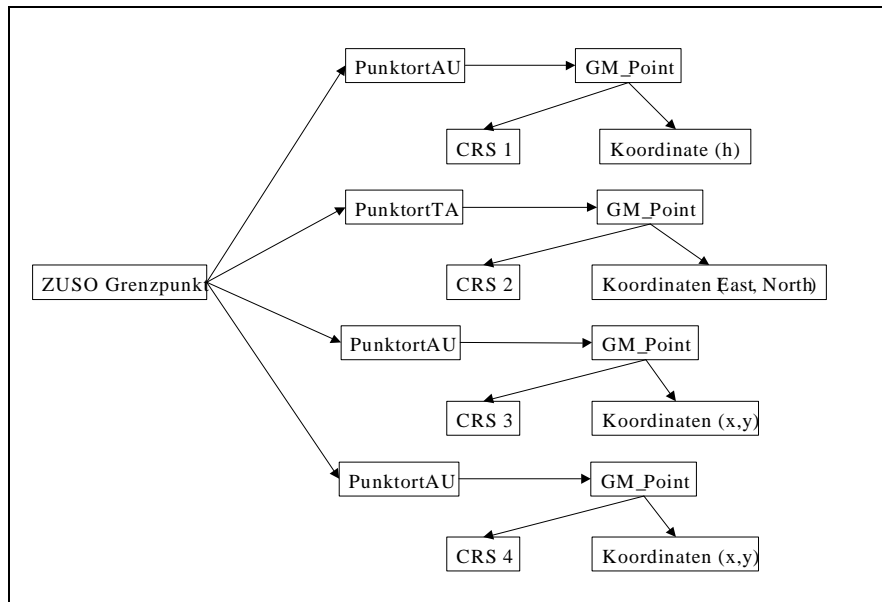 PunktortAU
GM_Point
CRS 1
Koordinate (h)
PunktortTA
GM_Point
ZUSO Grenzpunkt
CRS 2
Koordinaten (East, North)
PunktortAU
GM_Point
CRS 3
Koordinaten (x,y)
PunktortAU
GM_Point
CRS 4
Koordinaten (x,y)